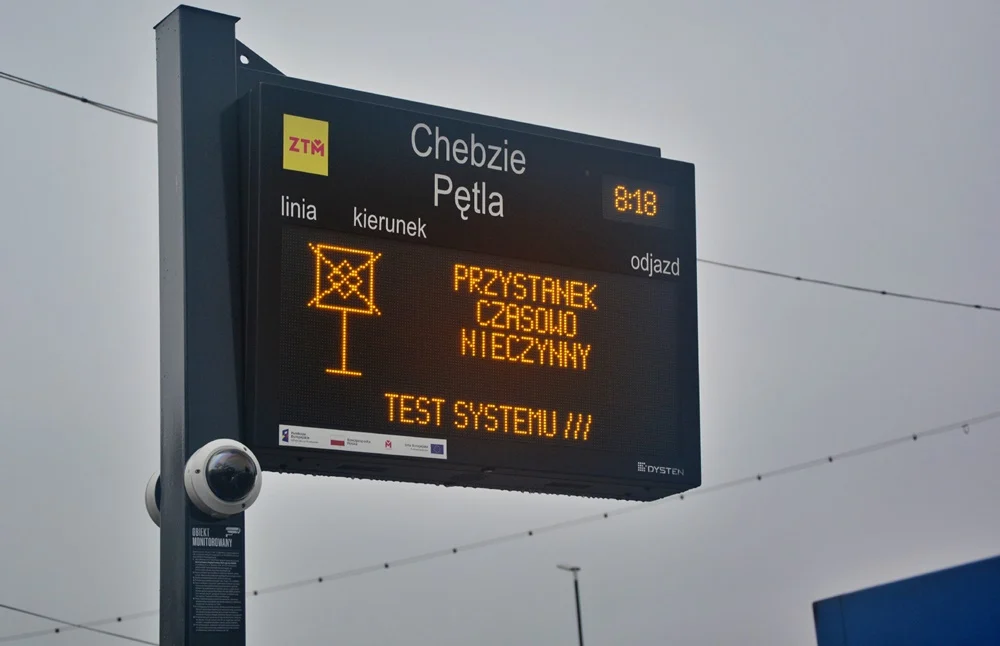 ZTM
Chebzie
Pętla
8:18
linia
kierunek
odjazd
PRZYSTANEK
CZASOWO
NIECZYNNY
TEST SYSTEMU ///
DYSTEN
OBIEKT
MONITOROWANY